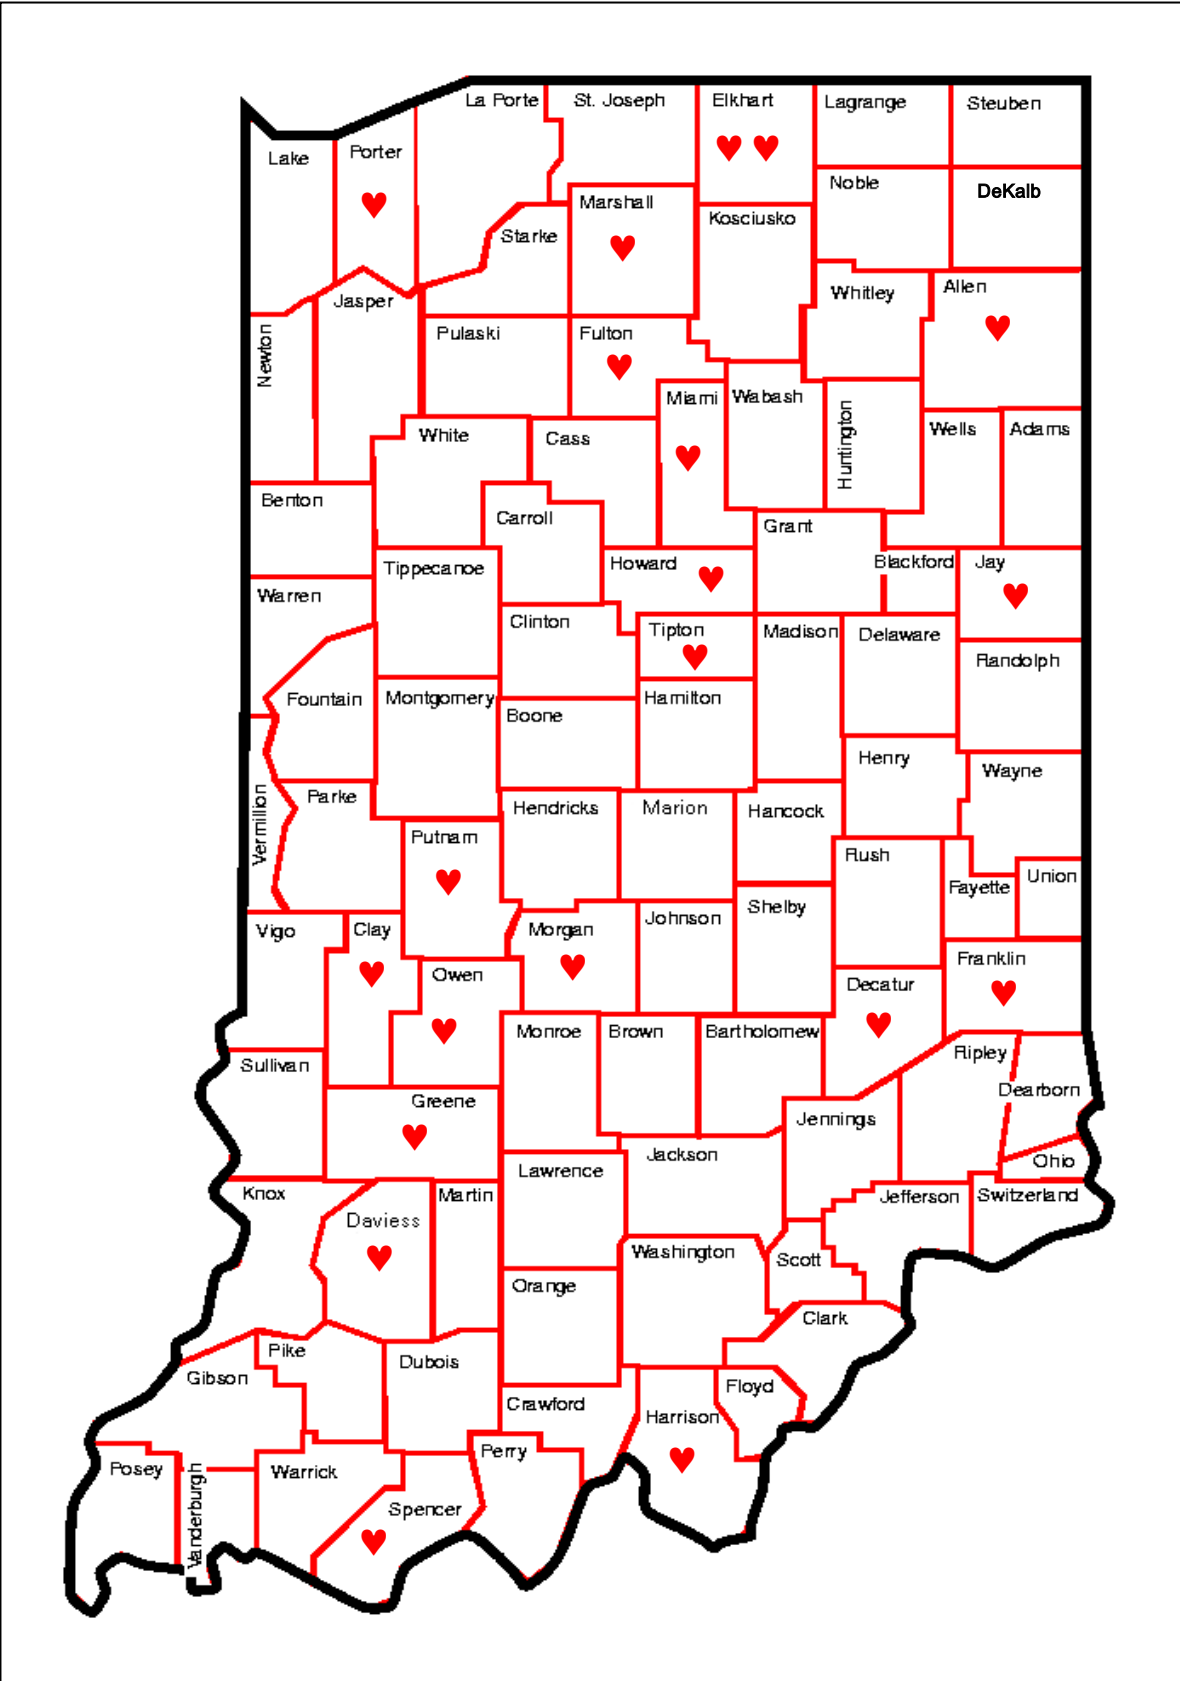 La Porte
St. Joseph
Elkhart
Lagrange
Steuben
Lake
Porter
Noble
DeKalb
Marshall
Kosciusko
Starke
Jasper
Whitley
Allen
Newton
Pulaski
Fulton
Miami
Wabash
Huntington
Wells
Adams
White
Cass
Benton
Carroll
Grant
Tippecanoe
Howard
Blackford
Jay
Warren
Clinton
Tipton
Madison
Delaware
Randolph
Fountain
Montgomery
Boone
Hamilton
Henry
Wayne
Vermillion
Parke
Hendricks
Marion
Hancock
Putnam
Rush
Fayette
Union
Vigo
Clay
Morgan
Johnson
Shelby
Owen
Franklin
Decatur
Monroe
Brown
Bartholomew
Sullivan
Ripley
Dearborn
Greene
Jennings
Jackson
Ohio
Lawrence
Knox
Martin
Jefferson
Switzerland
Daviess
Washington
Scott
Orange
Clark
Pike
Dubois
Gibson
Floyd
Crawford
Harrison
Perry
Posey
Vanderburgh
Warrick
Spencer